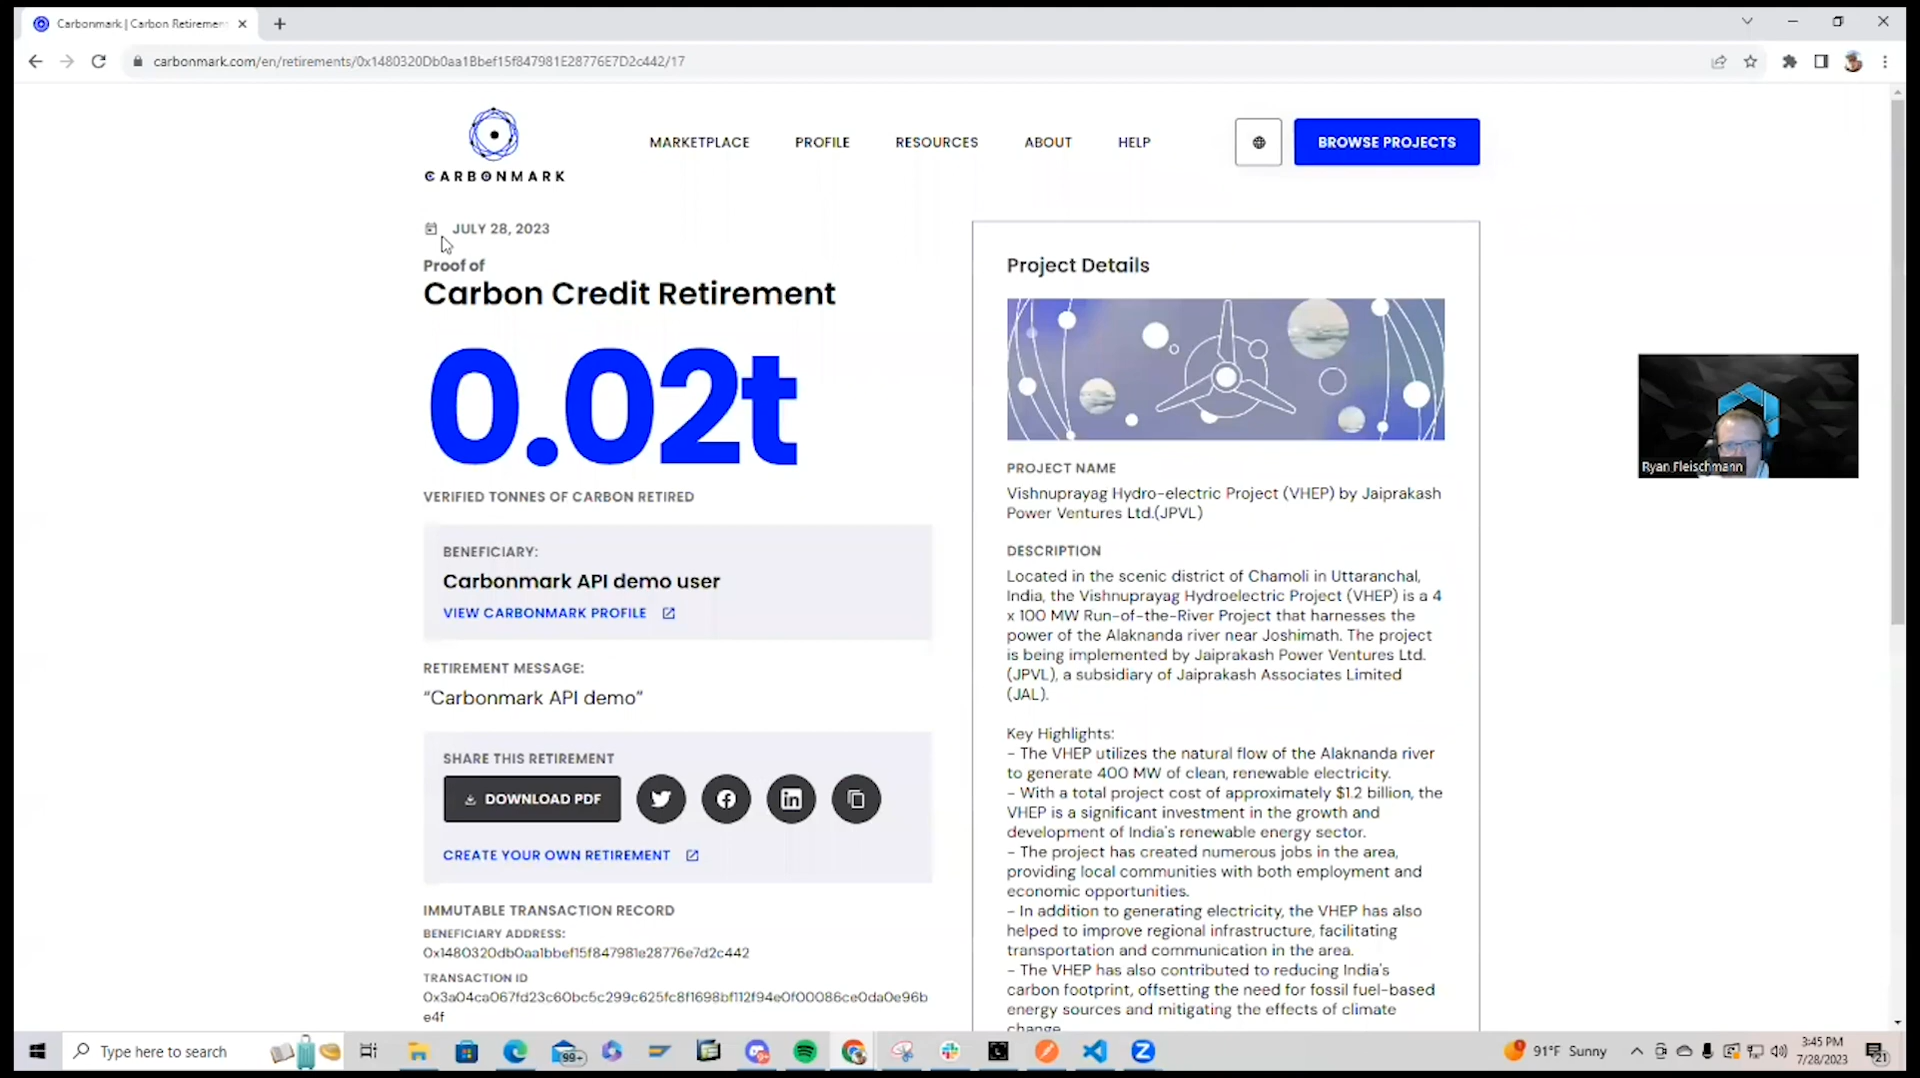 Carbonmark | Carbon Retiremen
carbonmark.com/en/retirements/0x1480320Db0aa1Bbef15f847981E28776E7D2c442/17
CARBONMARK
MARKETPLACE
PROFILE
RESOURCES
ABOUT
HELP
BROWSE PROJECTS
JULY 28, 2023
Proof of
Carbon Credit Retirement
0.02t
VERIFIED TONNES OF CARBON RETIRED
BENEFICIARY:
Carbonmark API demo user
VIEW CARBONMARK PROFILE
RETIREMENT MESSAGE:
“Carbonmark API demo”
SHARE THIS RETIREMENT
DOWNLOAD PDF
CREATE YOUR OWN RETIREMENT
IMMUTABLE TRANSACTION RECORD
BENEFICIARY ADDRESS:
0x1480320db0aa1bbef15f847981e28776e7d2c442
TRANSACTION ID
0x3a04ca067fd23c60bc5c299c625fc8f1698bf112f94e0f00086ce0da0e96b
e4f
Project Details
PROJECT NAME
Vishnuprayag Hydro-electric Project (VHEP) by Jaiprakash
Power Ventures Ltd.(JPVL)
DESCRIPTION
Located in the scenic district of Chamoli in Uttaranchal,
India, the Vishnuprayag Hydroelectric Project (VHEP) is a 4
x 100 MW Run-of-the-River Project that harnesses the
power of the Alaknanda river near Joshimath. The project
is being implemented by Jaiprakash Power Ventures Ltd.
(JPVL), a subsidiary of Jaiprakash Associates Limited
(JAL).
Key Highlights:
- The VHEP utilizes the natural flow of the Alaknanda river
to generate 400 MW of clean, renewable electricity.
- With a total project cost of approximately $1.2 billion, the
VHEP is a significant investment in the growth and
development of India's renewable energy sector.
- The project has created numerous jobs in the area,
providing local communities with both employment and
economic opportunities.
- In addition to generating electricity, the VHEP has also
helped to improve regional infrastructure, facilitating
transportation and communication in the area.
- The VHEP has also contributed to reducing India's
carbon footprint, offsetting the need for fossil fuel-based
energy sources and mitigating the effects of climate
change
Ryan Fleischmann
Type here to search
99+
91°F Sunny
3:45 PM
7/28/2023
21